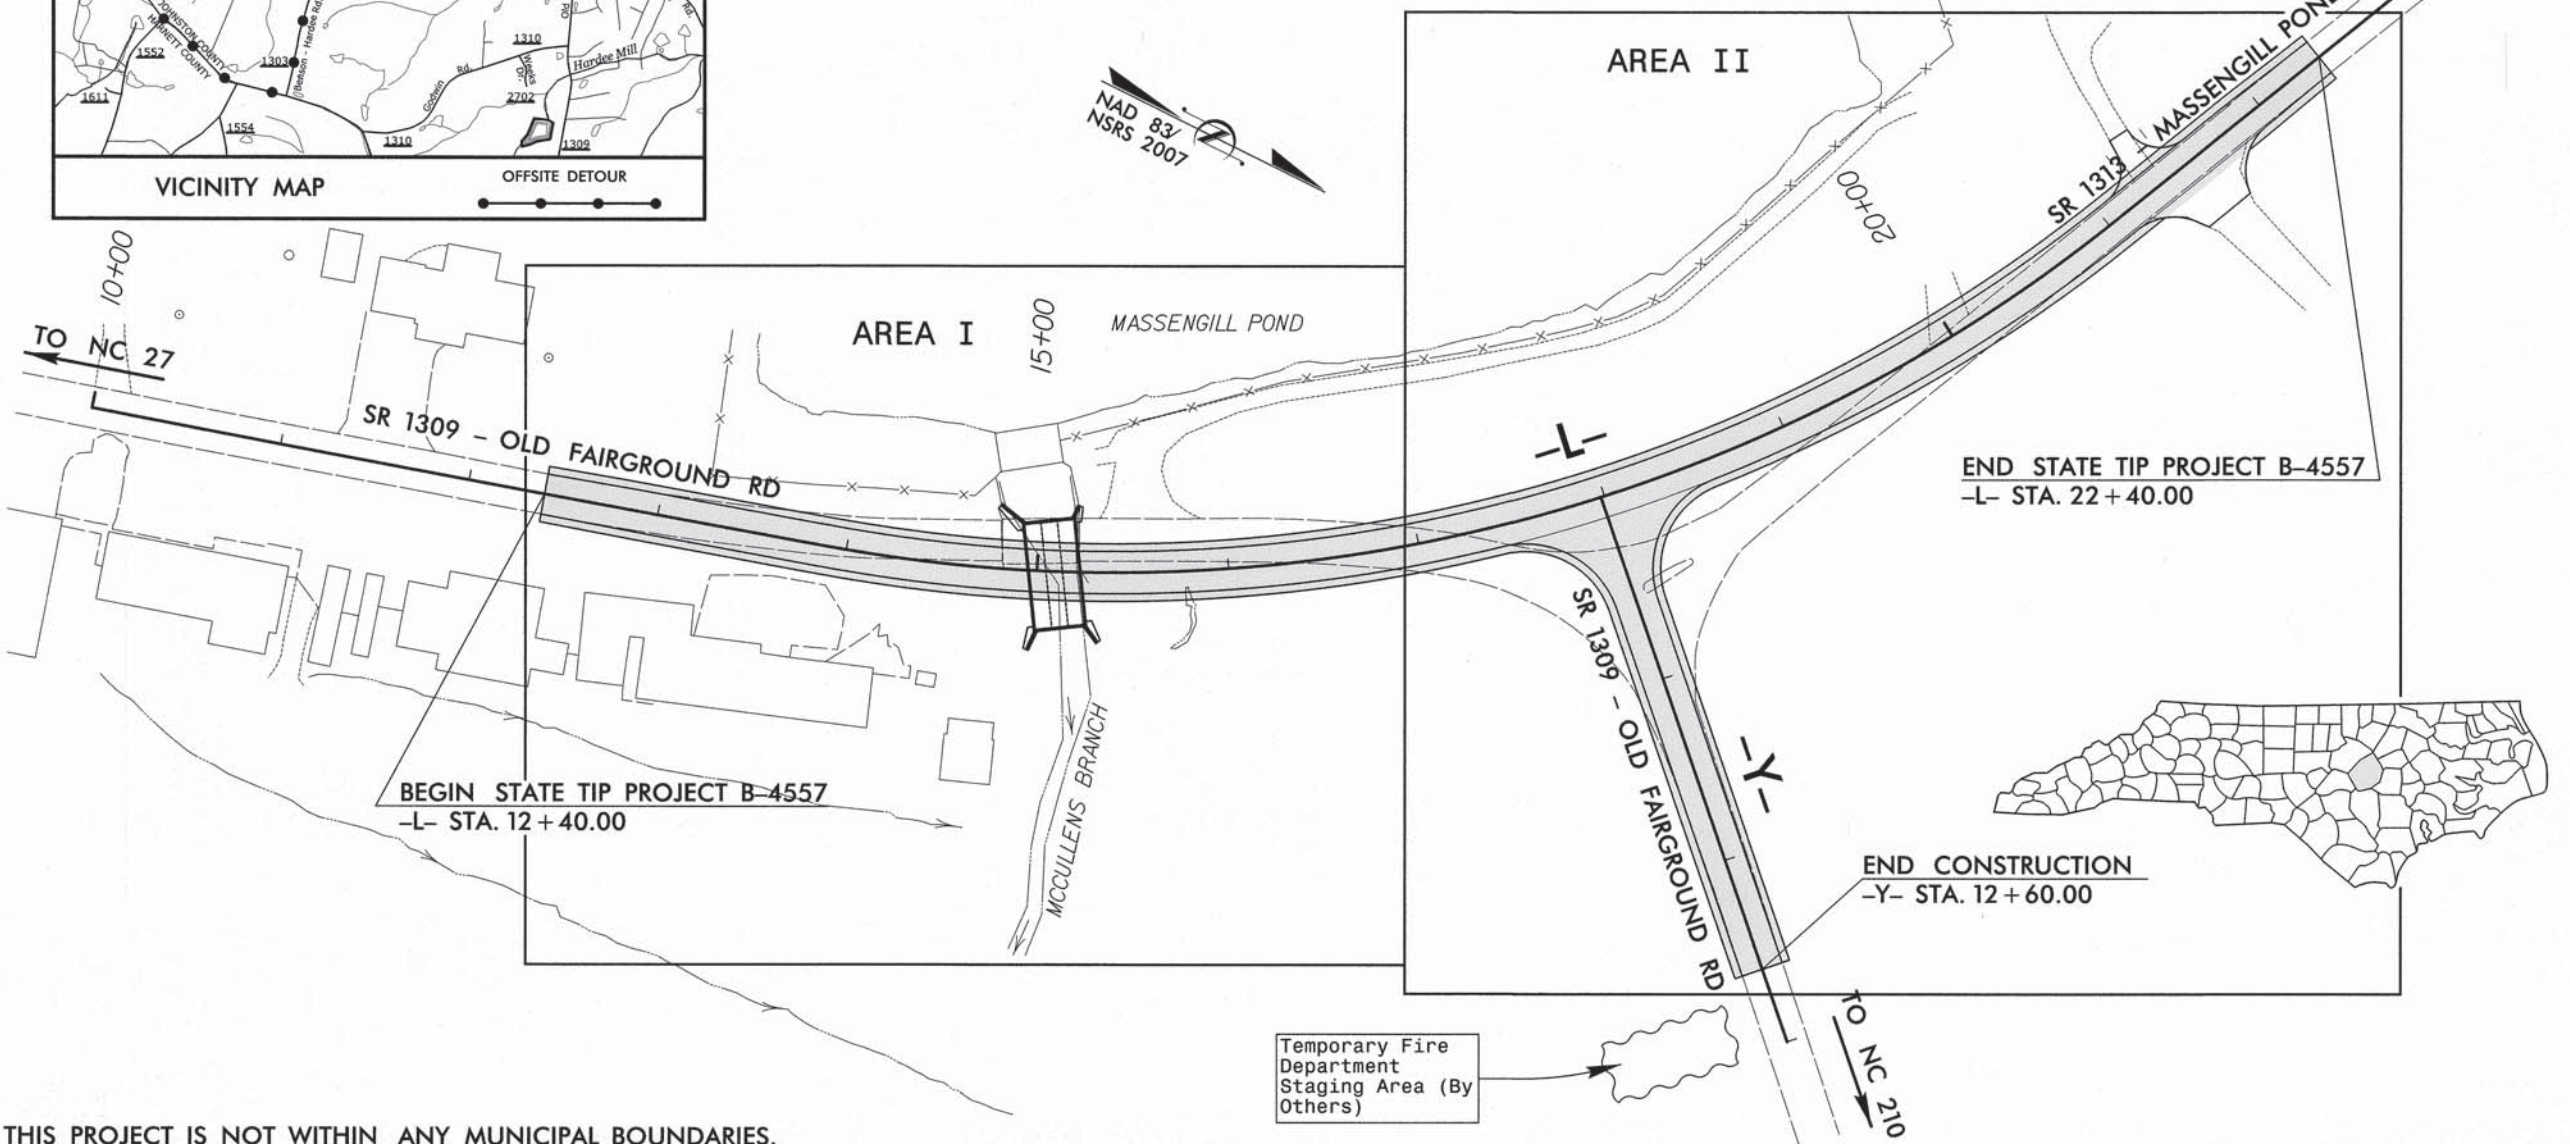 JOHNSTON COUNTY
HARNETT COUNTY
1552
1611
1554
1303
Benson - Hardee Rd.
Old
Rd.
1310
Godwin Rd.
Weeks Dr.
2702
Hardee Mill
1310
1309
VICINITY MAP
OFFSITE DETOUR
NAD 83/
NSRS 2007
AREA II
SR 1313 - MASSENGILL POND
20+00
10+00
TO NC 27
AREA I
15+00
MASSENGILL POND
SR 1309 - OLD FAIRGROUND RD
-L-
END STATE TIP PROJECT B-4557
-L- STA. 22+40.00
SR 1309 - OLD FAIRGROUND RD
-Y-
BEGIN STATE TIP PROJECT B-4557
-L- STA. 12+40.00
MCCULLENS BRANCH
END CONSTRUCTION
-Y- STA. 12+60.00
Temporary Fire
Department
Staging Area (By
Others)
TO NC 210
THIS PROJECT IS NOT WITHIN ANY MUNICIPAL BOUNDARIES.